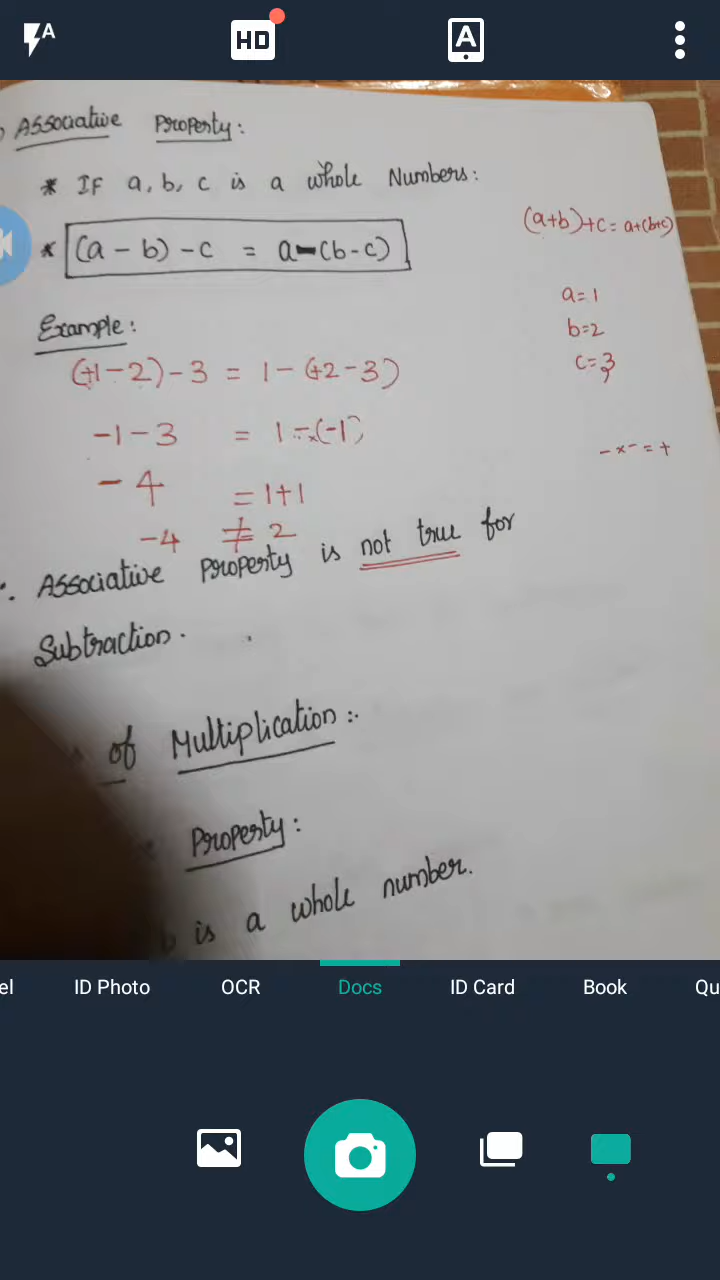 A
HD
A
Associative Property:
* IF a, b, c is a whole Numbers:
* (a - b) - c = a - (b - c)
(a+b)+c = a+(b+c)
a=1
b=2
c=3
Example:
(+1-2)-3 = 1-(+2-3)
-1-3 = 1-×(-1)
-4 = 1+1
-4 ≠ 2
- × - = +
∴ Associative Property is not true for
Subtraction.
of Multiplication:
Property:
b is a whole number.
el ID Photo OCR Docs ID Card Book Qu